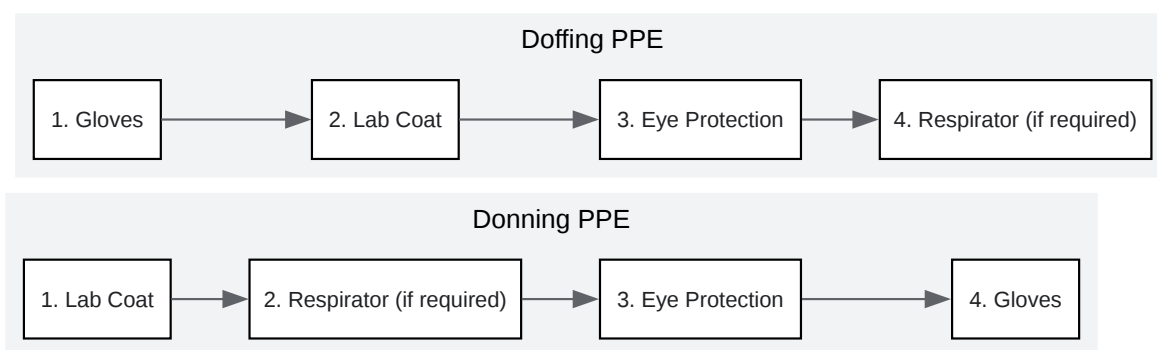 Doffing PPE
1. Gloves
2. Lab Coat
3. Eye Protection
4. Respirator (if required)
Donning PPE
1. Lab Coat
2. Respirator (if required)
3. Eye Protection
4. Gloves